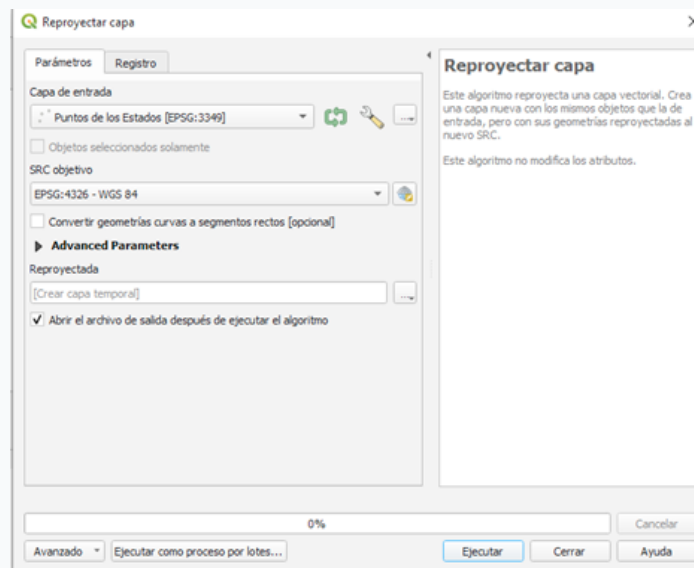 Reproyectar capa
Parámetros
Registro
Capa de entrada
Puntos de los Estados [EPSG:3349]
Objetos seleccionados solamente
SRC objetivo
EPSG:4326 - WGS 84
Convertir geometrías curvas a segmentos rectos [opcional]
Advanced Parameters
Reproyectada
[Crear capa temporal]
Abrir el archivo de salida después de ejecutar el algoritmo
Reproyectar capa
Este algoritmo reproyecta una capa vectorial. Crea
una capa nueva con los mismos objetos que la de
entrada, pero con sus geometrías reproyectadas al
nuevo SRC.
Este algoritmo no modifica los atributos.
0%
Cancelar
Avanzado
Ejecutar como proceso por lotes...
Ejecutar
Cerrar
Ayuda